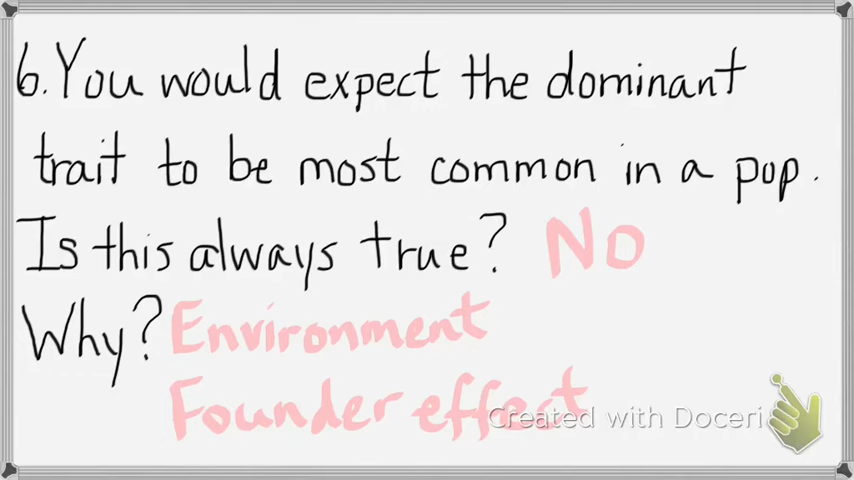 6. You would expect the dominant
trait to be most common in a pop.
Is this always true? No
Why? Environment
Founder effect
Created with Doceri